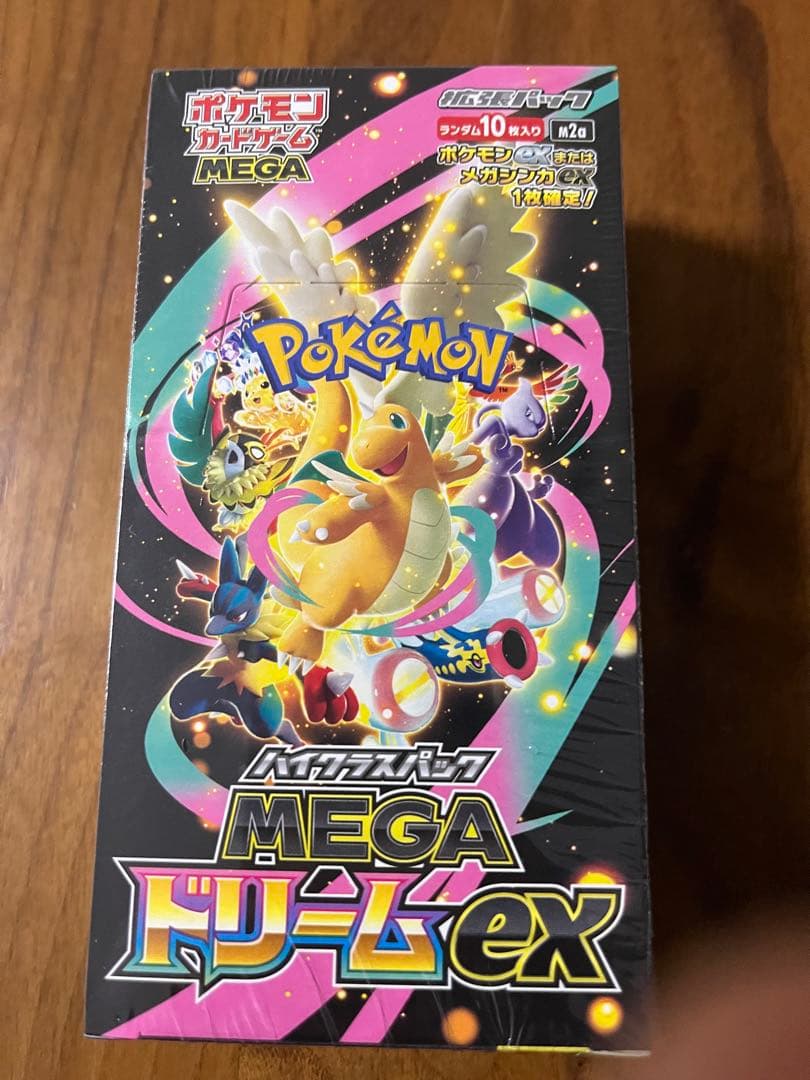 ポケモン
カードゲーム
MEGA
拡張パック
ランダム10枚入り M2a
ポケモンexまたは
メガシンカex
1枚確定!
POKÉMON
ハイクラスパック
MEGA
ドリームex